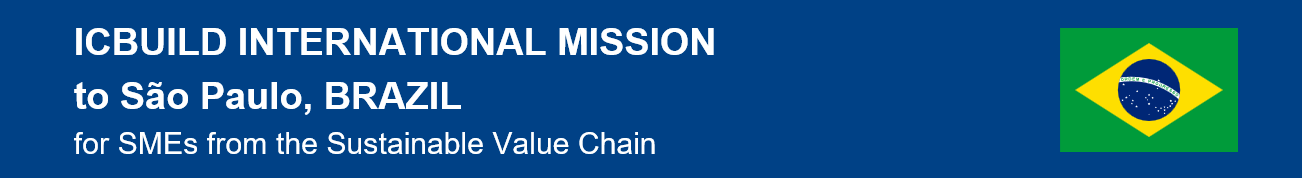 ICBUILD INTERNATIONAL MISSION
to São Paulo, BRAZIL
for SMEs from the Sustainable Value Chain